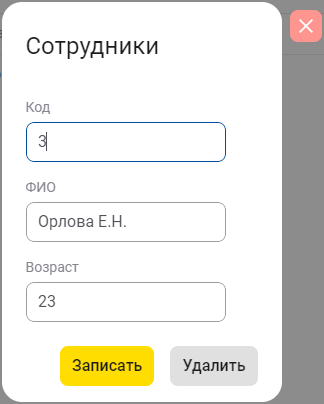 Сотрудники
Код
3
ФИО
Орлова Е.Н.
Возраст
23
Записать Удалить